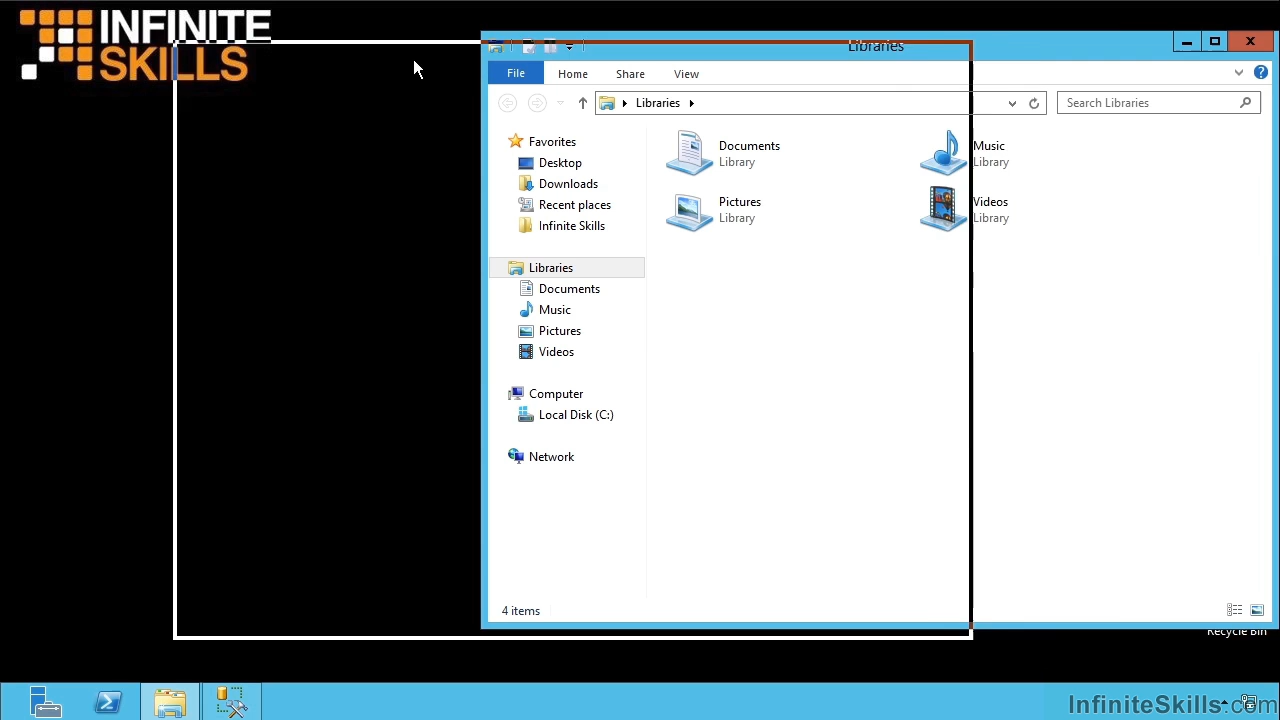 INFINITE
SKILLS
Libraries
File
Home
Share
View
Libraries
Search Libraries
Favorites
Desktop
Downloads
Recent places
Infinite Skills
Libraries
Documents
Music
Pictures
Videos
Computer
Local Disk (C:)
Network
Documents
Library
Music
Library
Pictures
Library
Videos
Library
4 items
Recycle Bin
InfiniteSkills.com